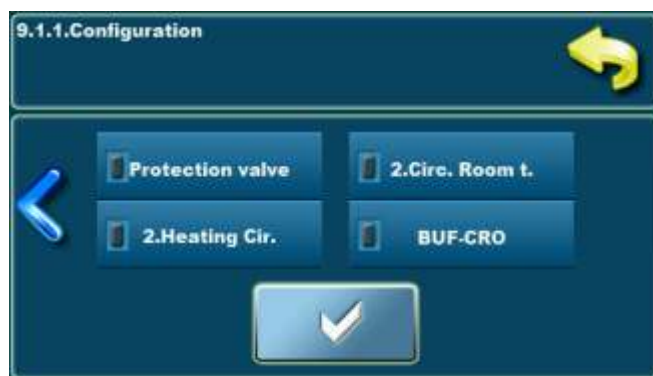 9.1.1.Configuration
Protection valve
2.Circ. Room t.
2.Heating Cir.
BUF-CRO